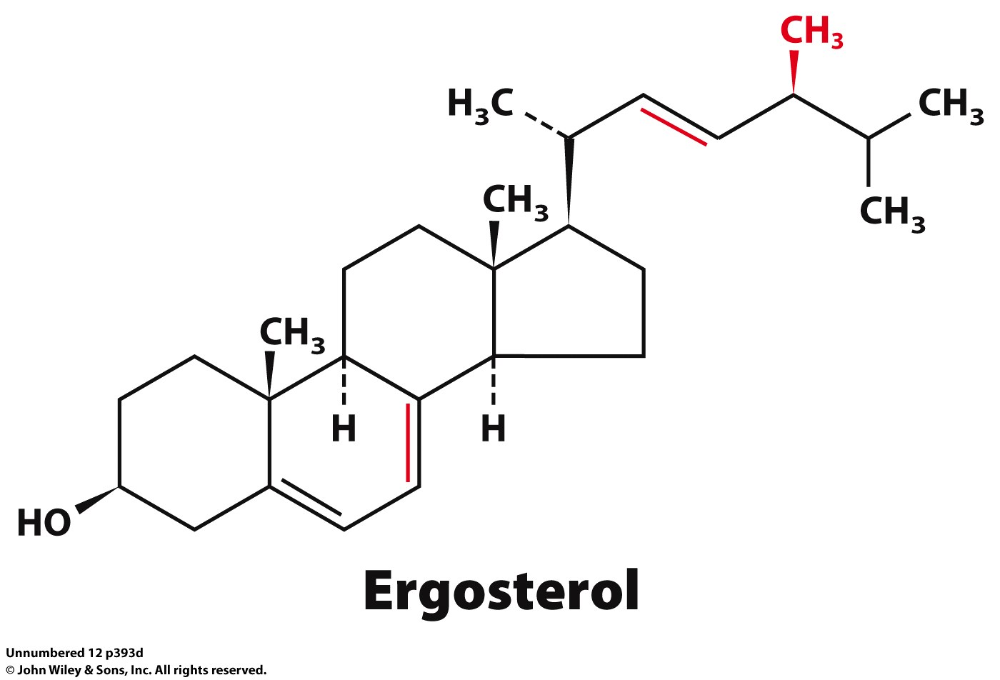 CH₃
H₃C
CH₃
CH₃
CH₃
CH₃
H
H
HO
Ergosterol
Unnumbered 12 p393d
© John Wiley & Sons, Inc. All rights reserved.